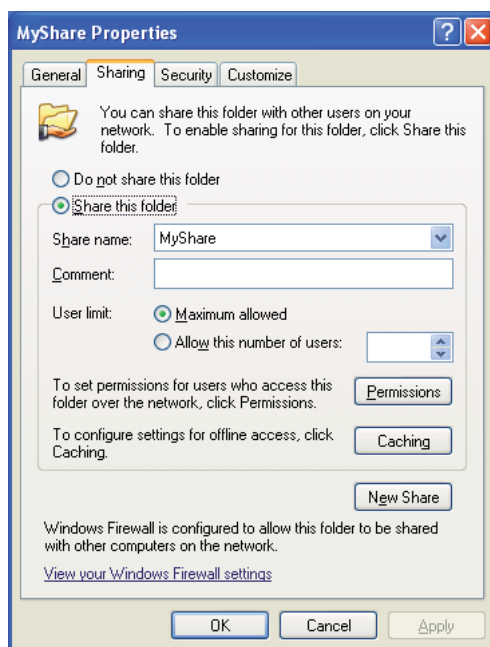 MyShare Properties
General Sharing Security Customize
You can share this folder with other users on your
network. To enable sharing for this folder, click Share this
folder.
Do not share this folder
Share this folder
Share name: MyShare
Comment:
User limit: Maximum allowed
Allow this number of users:
To set permissions for users who access this
folder over the network, click Permissions.
Permissions
To configure settings for offline access, click
Caching.
Caching
New Share
Windows Firewall is configured to allow this folder to be shared
with other computers on the network.
View your Windows Firewall settings
OK Cancel Apply